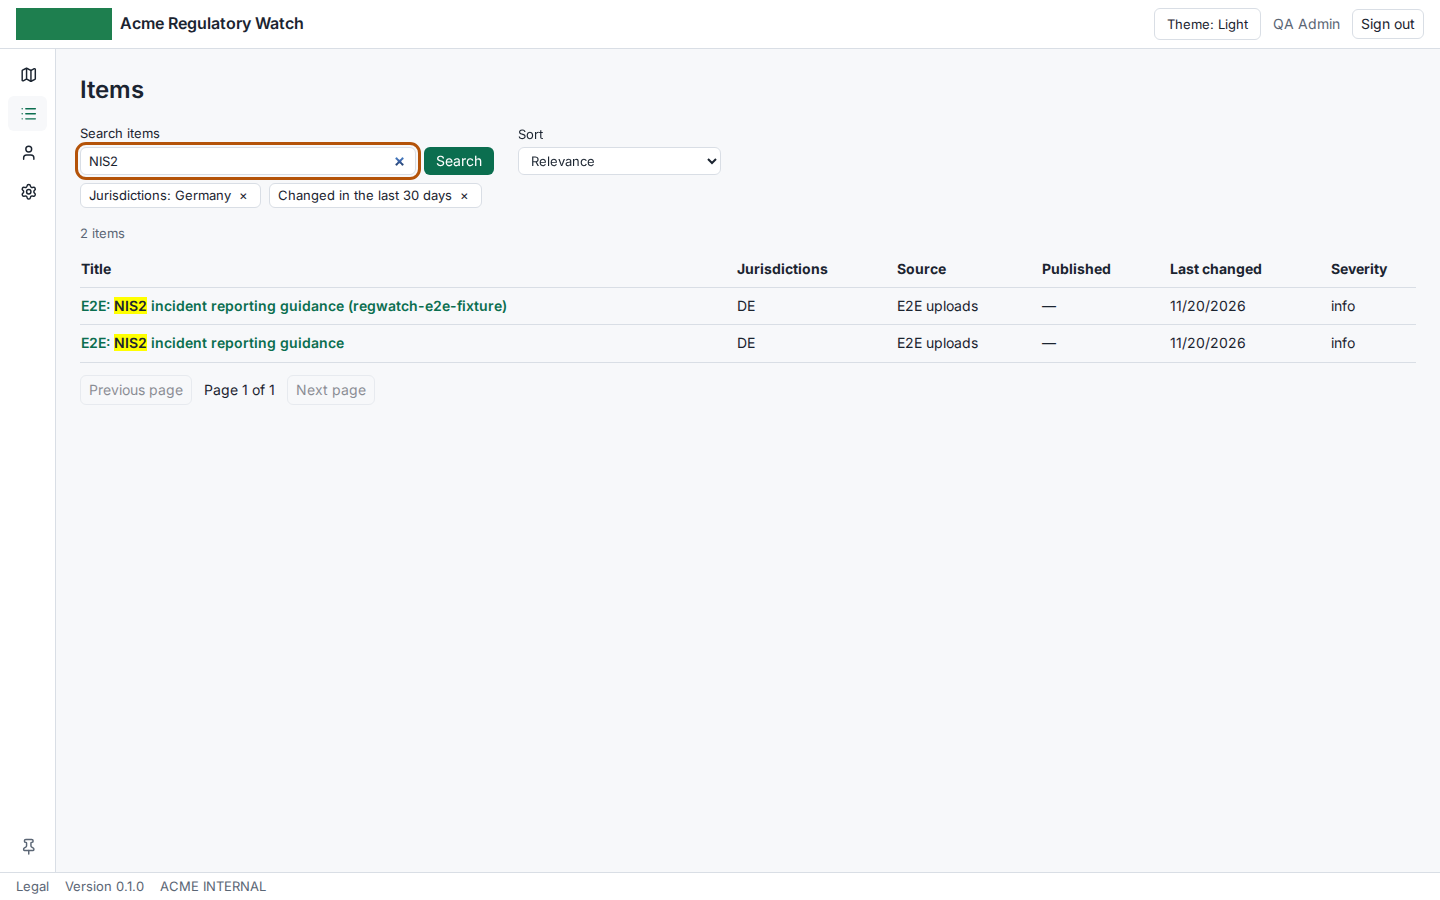 Acme Regulatory Watch
Theme: Light
QA Admin
Sign out
Items
Search items
Sort
NIS2 ×
Search
Relevance
Jurisdictions: Germany ×
Changed in the last 30 days ×
2 items
Title Jurisdictions Source Published Last changed Severity
E2E: NIS2 incident reporting guidance (regwatch-e2e-fixture) DE E2E uploads — 11/20/2026 info
E2E: NIS2 incident reporting guidance DE E2E uploads — 11/20/2026 info
Previous page Page 1 of 1 Next page
Legal Version 0.1.0 ACME INTERNAL